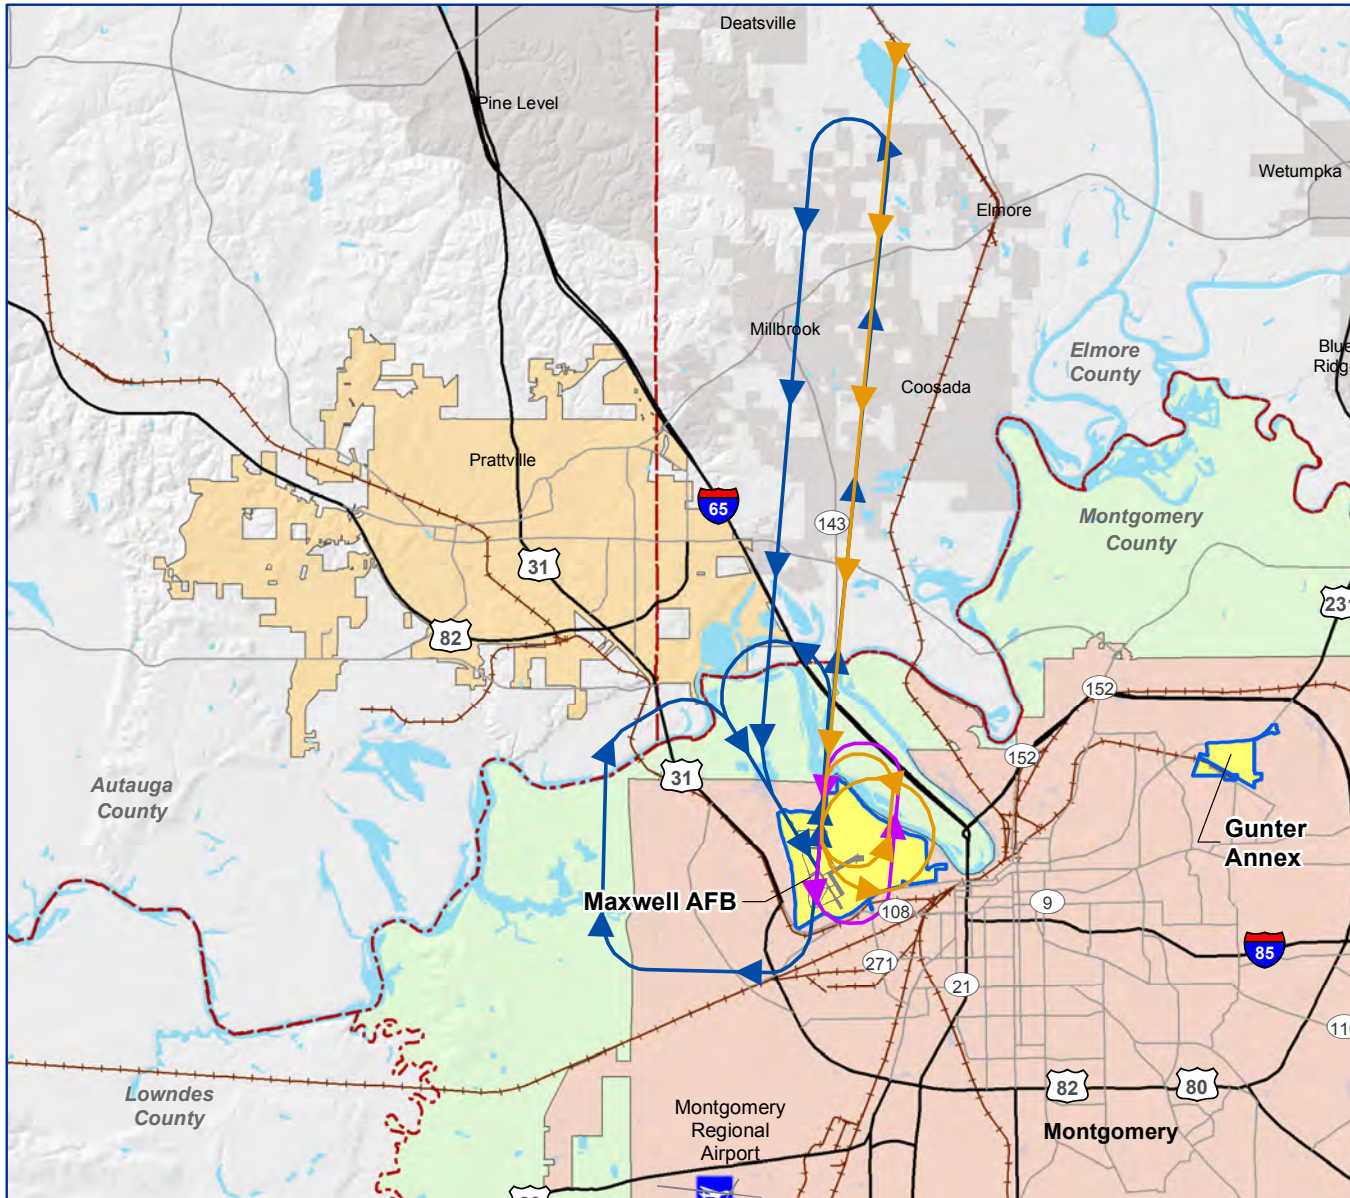 Deatsville
Pine Level
Wetumpka
Elmore
Millbrook
Elmore
County
Blue
Coosada
Prattville
65
143
Montgomery
County
31
231
82
152
152
31
Autauga
County
Gunter
Annex
Maxwell AFB
108
9
271
85
21
Lowndes
County
82
80
Montgomery
Regional
Airport
Montgomery